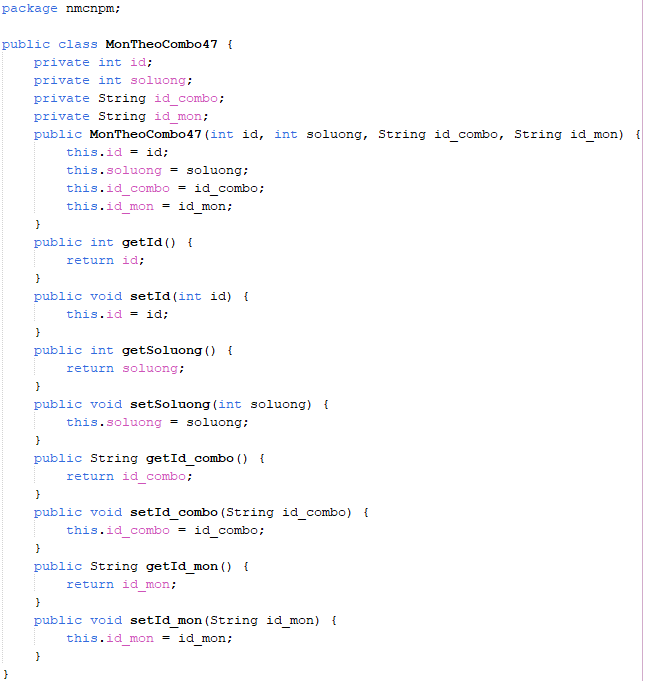 package nmcnpm;

public class MonTheoCombo47 {
    private int id;
    private int soluong;
    private String id_combo;
    private String id_mon;
    public MonTheoCombo47(int id, int soluong, String id_combo, String id_mon) {
        this.id = id;
        this.soluong = soluong;
        this.id_combo = id_combo;
        this.id_mon = id_mon;
    }
    public int getId() {
        return id;
    }
    public void setId(int id) {
        this.id = id;
    }
    public int getSoluong() {
        return soluong;
    }
    public void setSoluong(int soluong) {
        this.soluong = soluong;
    }
    public String getId_combo() {
        return id_combo;
    }
    public void setId_combo(String id_combo) {
        this.id_combo = id_combo;
    }
    public String getId_mon() {
        return id_mon;
    }
    public void setId_mon(String id_mon) {
        this.id_mon = id_mon;
    }
}